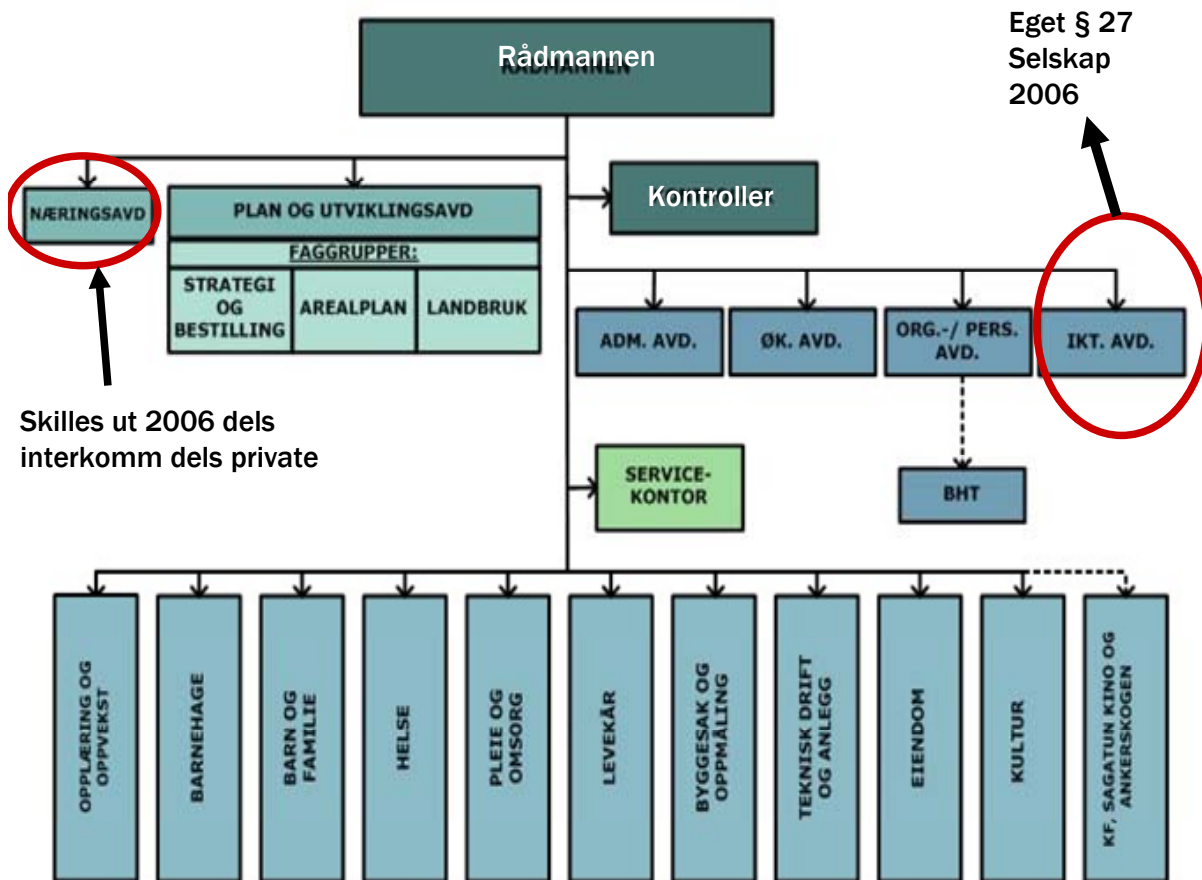 Eget § 27
Selskap
2006
Rådmannen
RÅDMANNEN
Kontroller
NÆRINGSAVD
PLAN OG UTVIKLINGSAVD
FAGGRUPPER:
STRATEGI
OG
BESTILLING
AREALPLAN
LANDBRUK
ADM. AVD.
ØK. AVD.
ORG.-/ PERS.
AVD.
IKT. AVD.
Skilles ut 2006 dels
interkomm dels private
SERVICE-
KONTOR
BHT
OPPLÆRING OG
OPPVEKST
BARNEHAGE
BARN OG
FAMILIE
HELSE
PLEIE OG
OMSORG
LEVEKÅR
BYGGESAK OG
OPPMÅLING
TEKNISK DRIFT
OG ANLEGG
EIENDOM
KULTUR
KF, SAGATUN KINO OG
ANKERSKOGEN